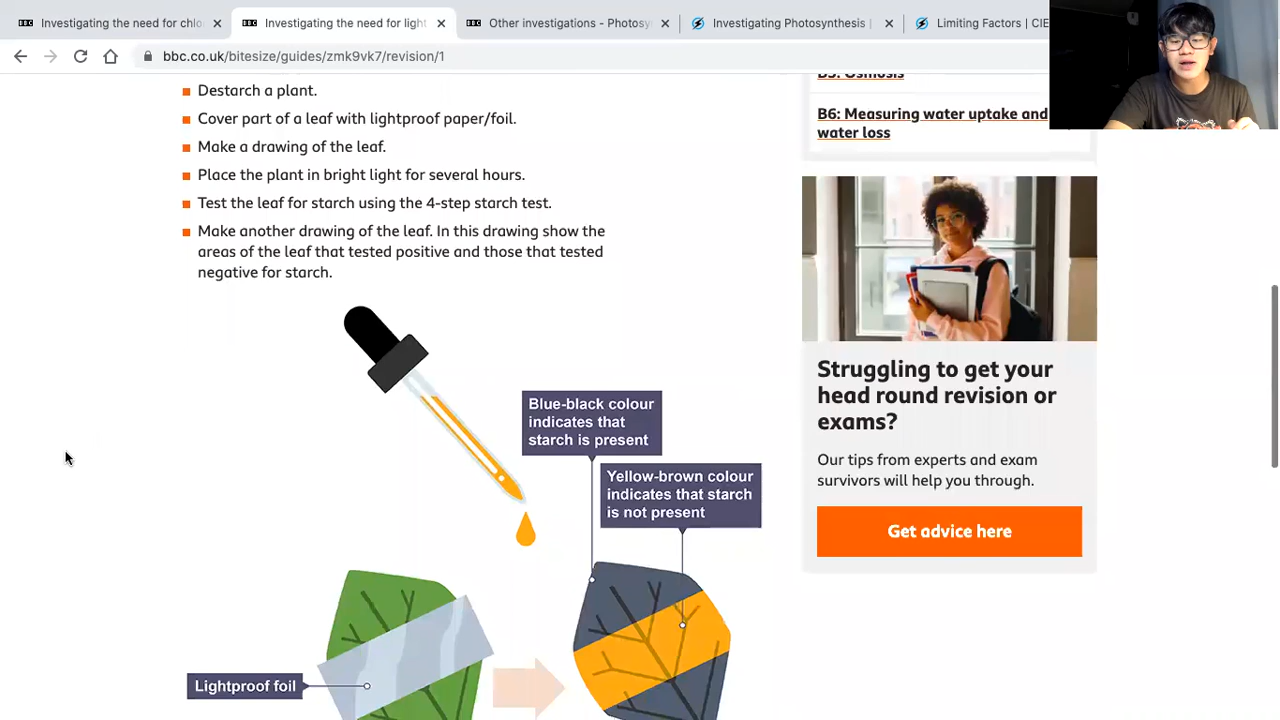 Investigating the need for chlo
Investigating the need for light
Other investigations - Photosy
Investigating Photosynthesis |
Limiting Factors | CIE
bbc.co.uk/bitesize/guides/zmk9vk7/revision/1
Destarch a plant.
Cover part of a leaf with lightproof paper/foil.
Make a drawing of the leaf.
Place the plant in bright light for several hours.
Test the leaf for starch using the 4-step starch test.
Make another drawing of the leaf. In this drawing show the
areas of the leaf that tested positive and those that tested
negative for starch.
Blue-black colour
indicates that
starch is present
Yellow-brown colour
indicates that starch
is not present
Lightproof foil
B5: Osmosis
B6: Measuring water uptake and
water loss
Struggling to get your
head round revision or
exams?
Our tips from experts and exam
survivors will help you through.
Get advice here